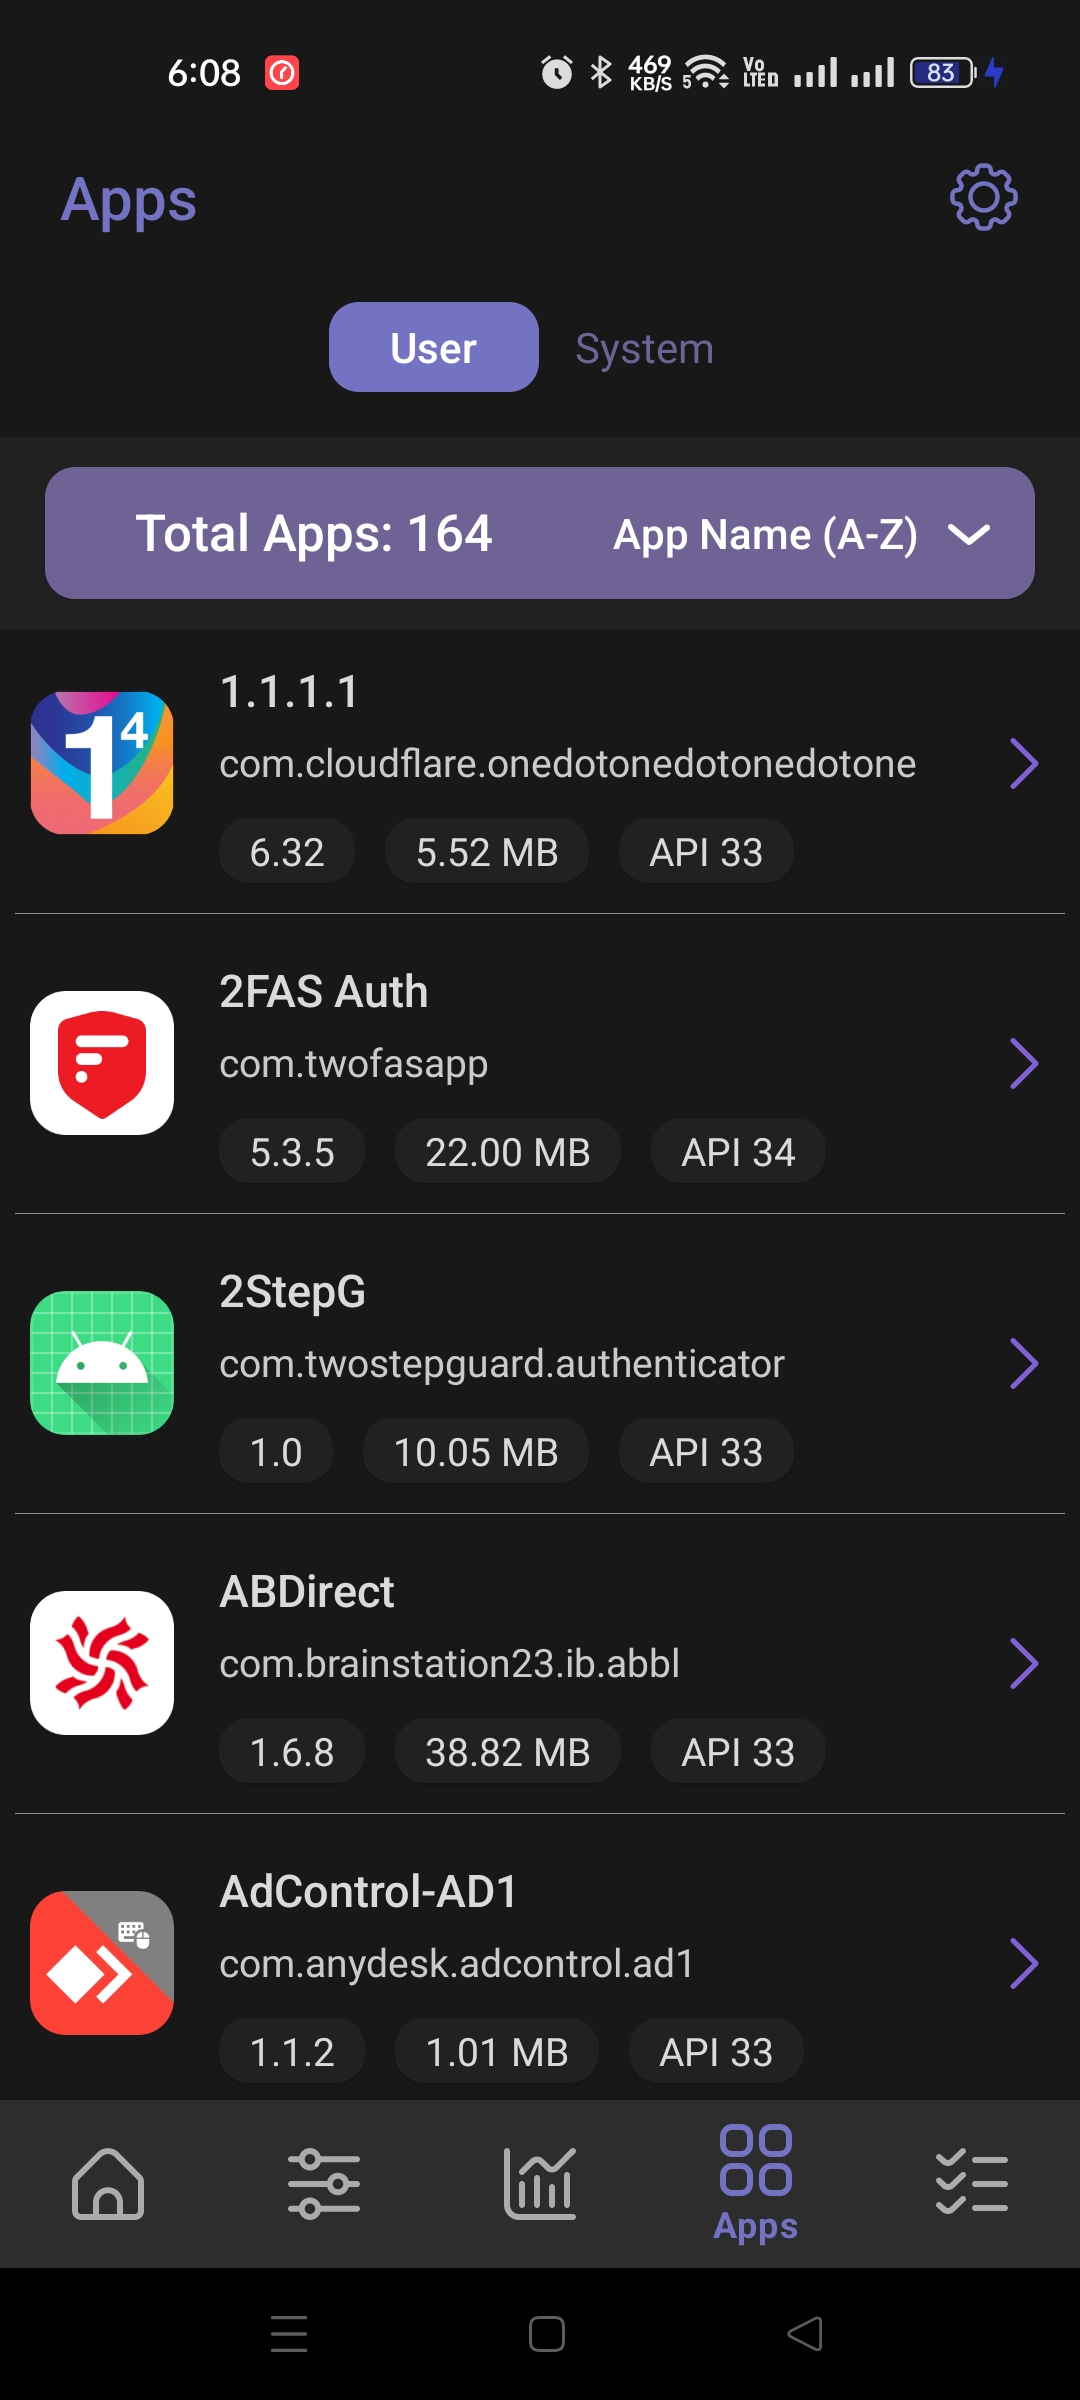 6:08 469 KB/S 5 Vo LTED 83
Apps
User System
Total Apps: 164 App Name (A-Z)
1.1.1.1
com.cloudflare.onedotonedotonedotone
6.32 5.52 MB API 33
2FAS Auth
com.twofasapp
5.3.5 22.00 MB API 34
2StepG
com.twostepguard.authenticator
1.0 10.05 MB API 33
ABDirect
com.brainstation23.ib.abbl
1.6.8 38.82 MB API 33
AdControl-AD1
com.anydesk.adcontrol.ad1
1.1.2 1.01 MB API 33
Apps